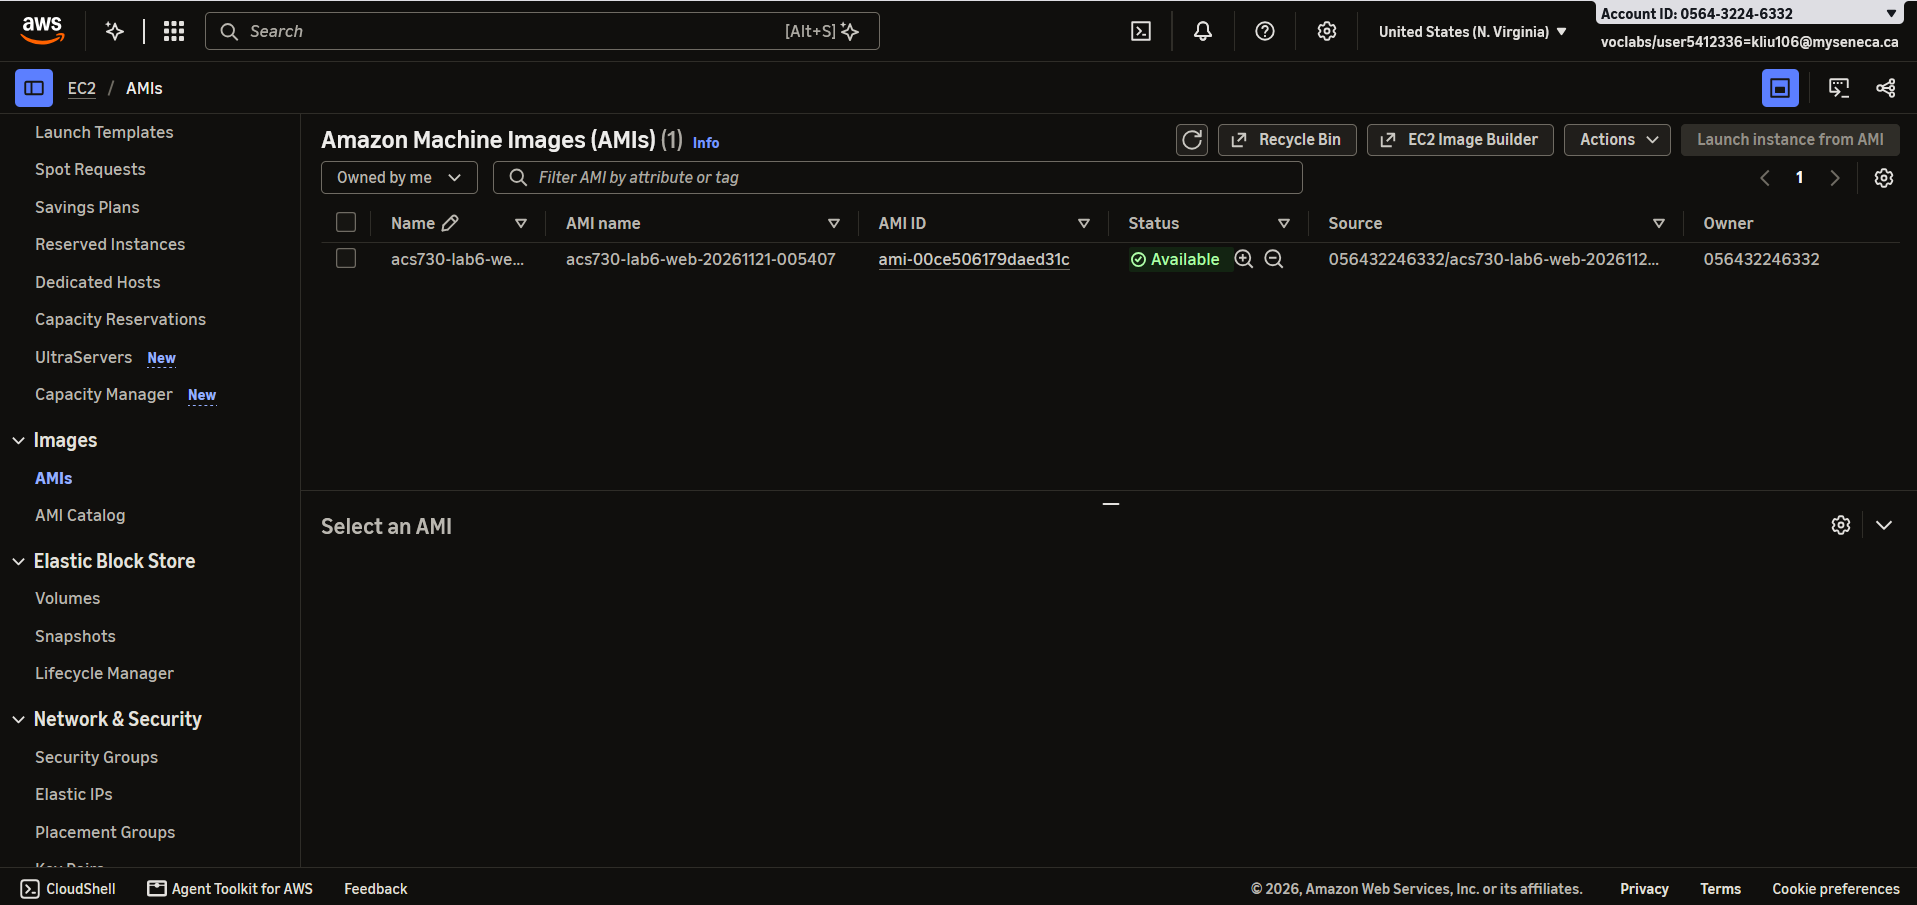 aws
Search [Alt+S]
United States (N. Virginia)
Account ID: 0564-3224-6332
voclabs/user5412336=kliu106@myseneca.ca
EC2 / AMIs
Launch Templates
Spot Requests
Savings Plans
Reserved Instances
Dedicated Hosts
Capacity Reservations
UltraServers New
Capacity Manager New
Images
AMIs
AMI Catalog
Elastic Block Store
Volumes
Snapshots
Lifecycle Manager
Network & Security
Security Groups
Elastic IPs
Placement Groups
Key Pairs
Amazon Machine Images (AMIs) (1) Info
Recycle Bin
EC2 Image Builder
Actions
Launch instance from AMI
Owned by me
Filter AMI by attribute or tag
1
Name AMI name AMI ID Status Source Owner
acs730-lab6-we... acs730-lab6-web-20261121-005407 ami-00ce506179daed31c Available 056432246332/acs730-lab6-web-2026112... 056432246332
Select an AMI
CloudShell
Agent Toolkit for AWS
Feedback
© 2026, Amazon Web Services, Inc. or its affiliates.
Privacy
Terms
Cookie preferences